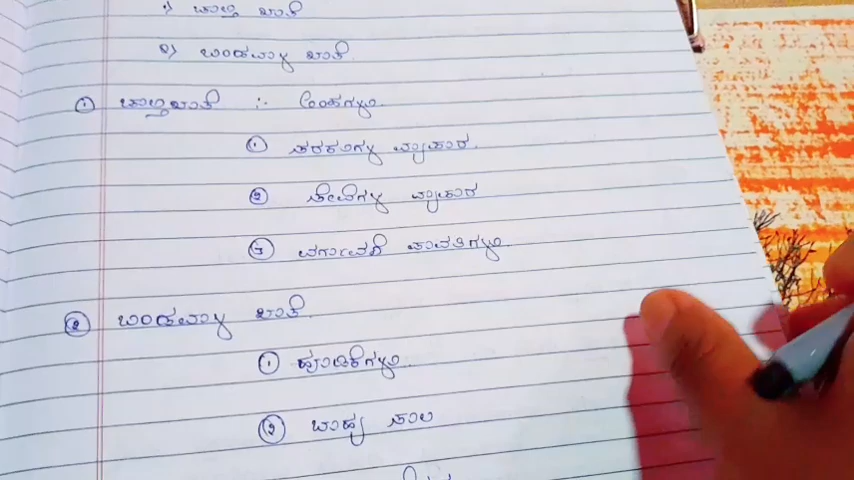 ೧) ಚಾಲ್ತಿ ಖಾತೆ
೨) ಬಂಡವಾಳ ಖಾತೆ
① ಚಾಲ್ತಿಖಾತೆ :- ಅಂಶಗಳು
① ಸರಕುಗಳ ವ್ಯಾಪಾರ.
② ಸೇವೆಗಳ ವ್ಯಾಪಾರ
③ ವರ್ಗಾವಣೆ ಪಾವತಿಗಳು.
② ಬಂಡವಾಳ ಖಾತೆ.
① ಹೂಡಿಕೆಗಳು.
② ಬಾಹ್ಯ ಸಾಲ